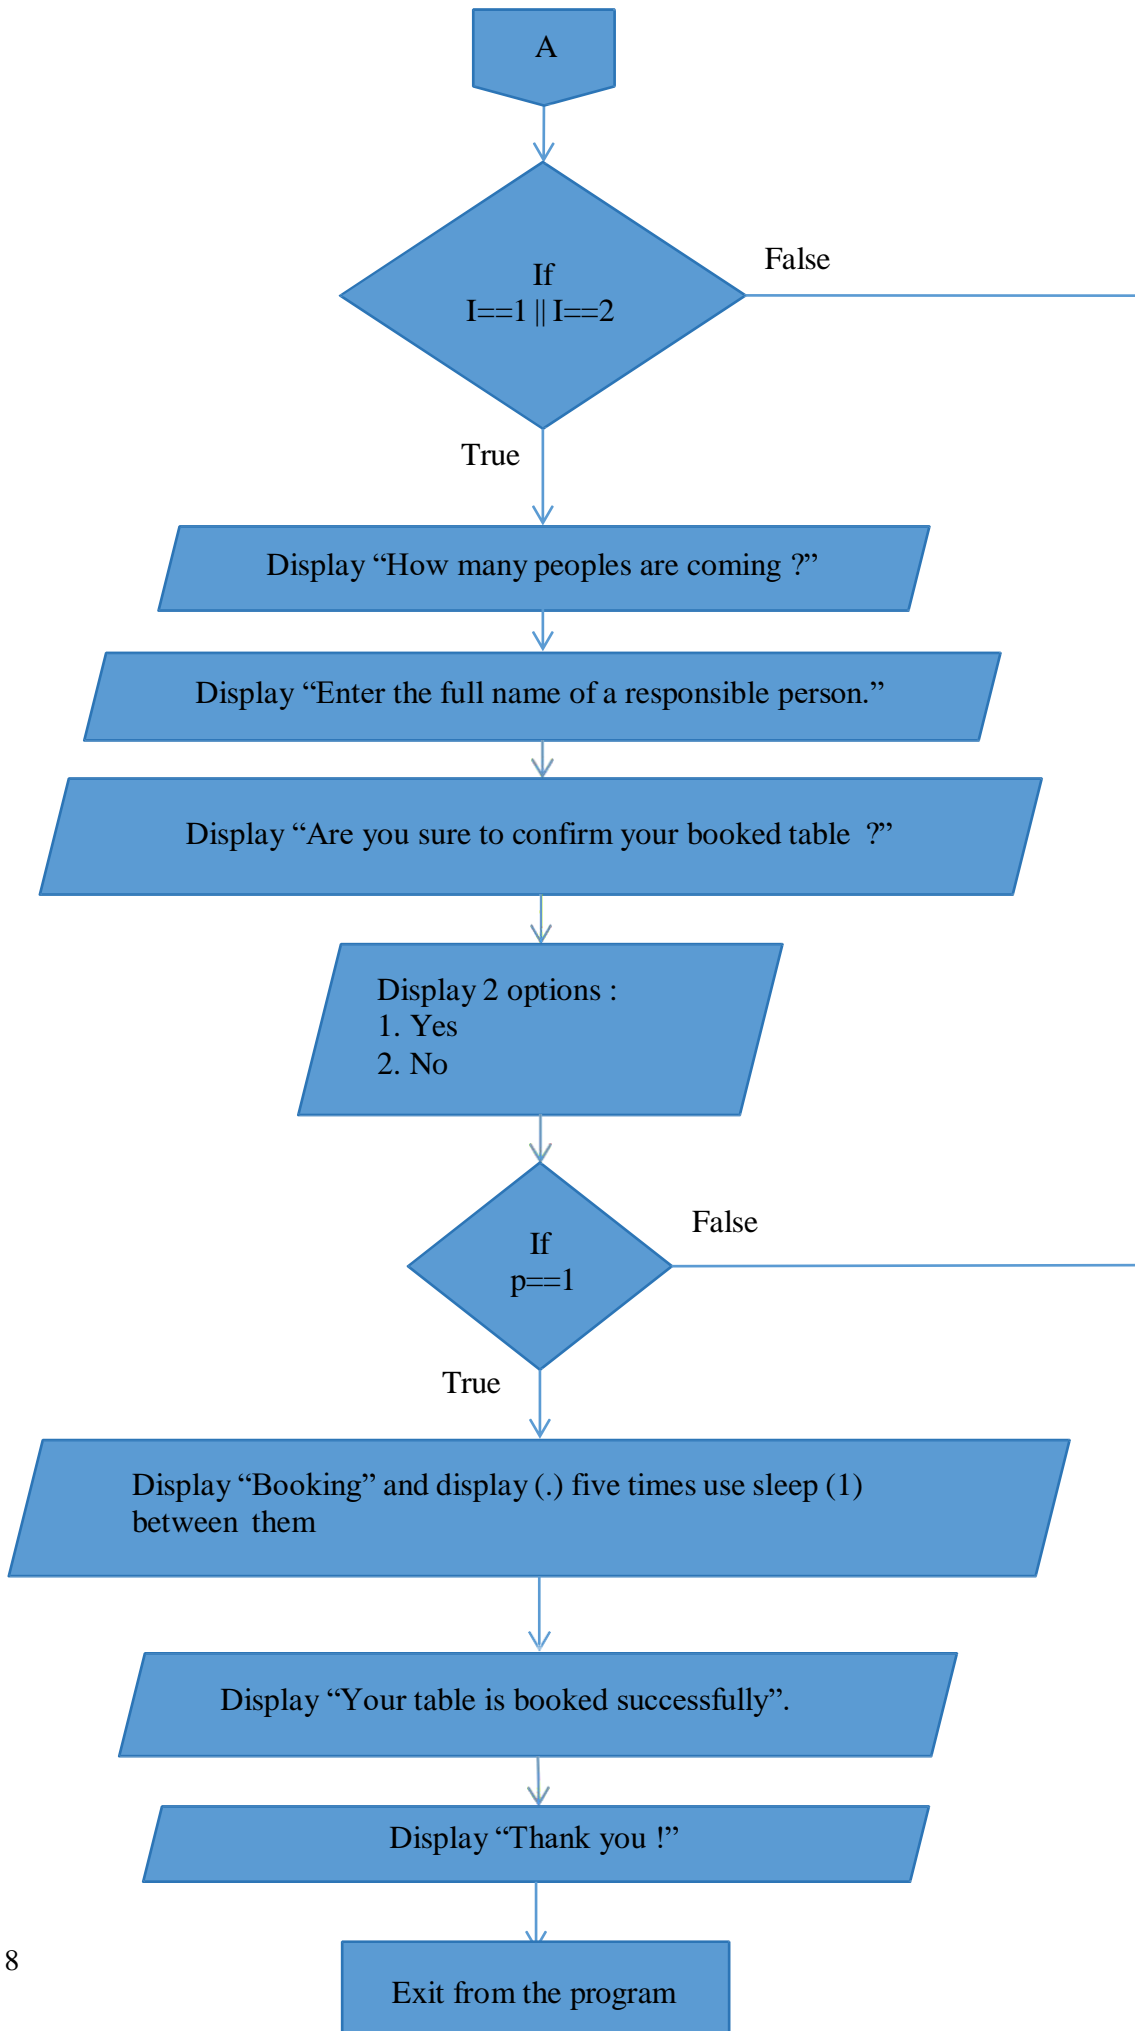 A
If
I==1 || I==2
False
True
Display “How many peoples are coming ?”
Display “Enter the full name of a responsible person.”
Display “Are you sure to confirm your booked table ?”
Display 2 options :
1. Yes
2. No
If
p==1
False
True
Display “Booking” and display (.) five times use sleep (1)
between them
Display “Your table is booked successfully”.
Display “Thank you !”
8
Exit from the program